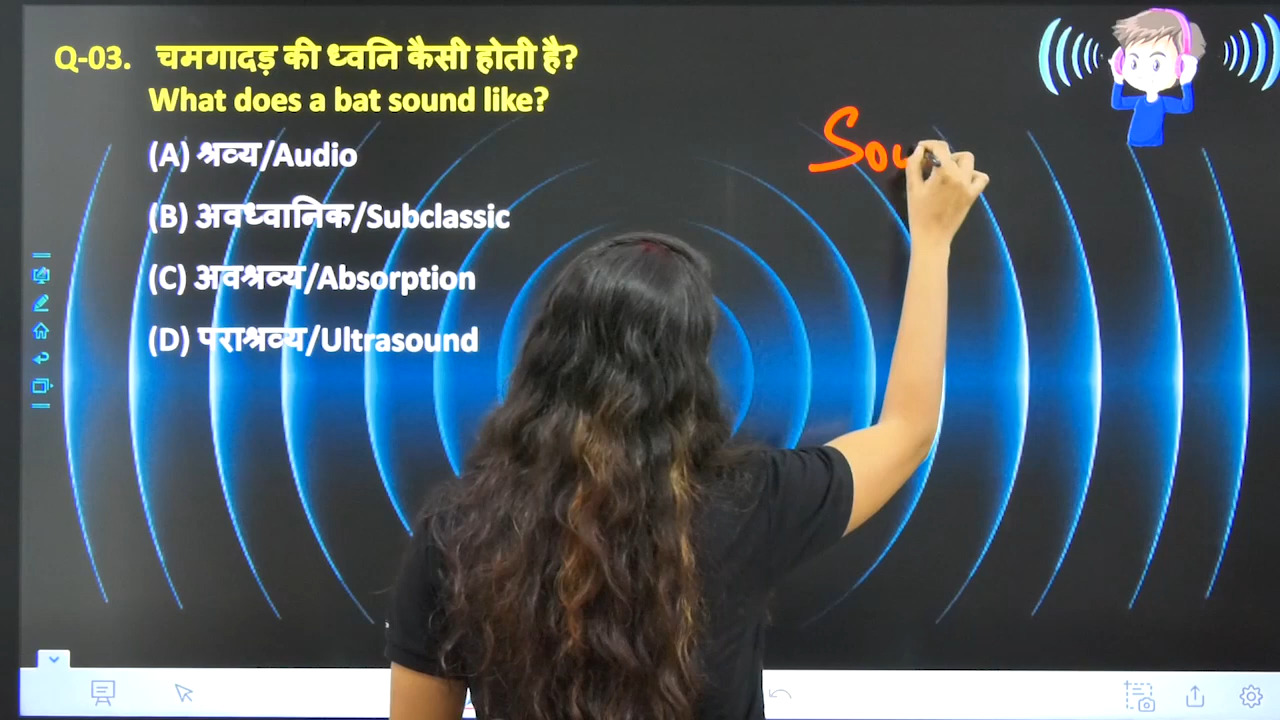 Q-03. चमगादड़ की ध्वनि कैसी होती है?
What does a bat sound like?
(A) श्रव्य/Audio
(B) अवध्वानिक/Subclassic
(C) अवश्रव्य/Absorption
(D) पराश्रव्य/Ultrasound
Sou